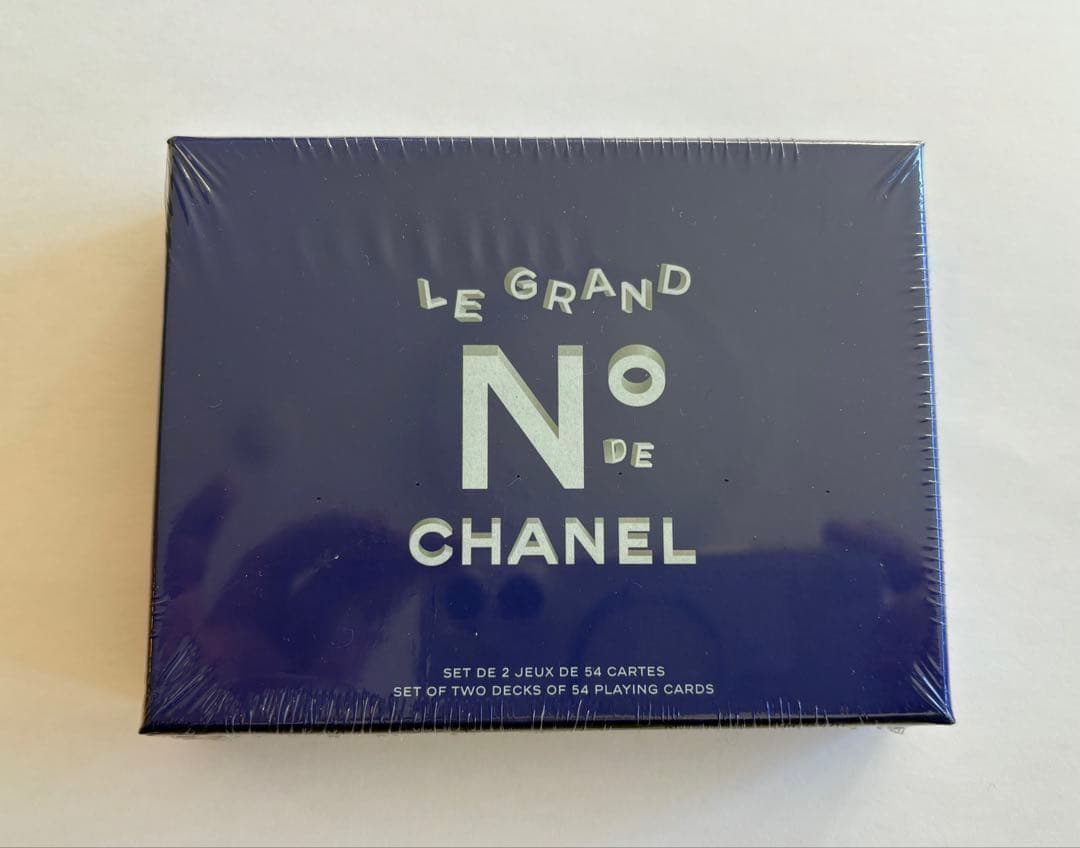 LE GRAND
No
DE
CHANEL
SET DE 2 JEUX DE 54 CARTES
SET OF TWO DECKS OF 54 PLAYING CARDS